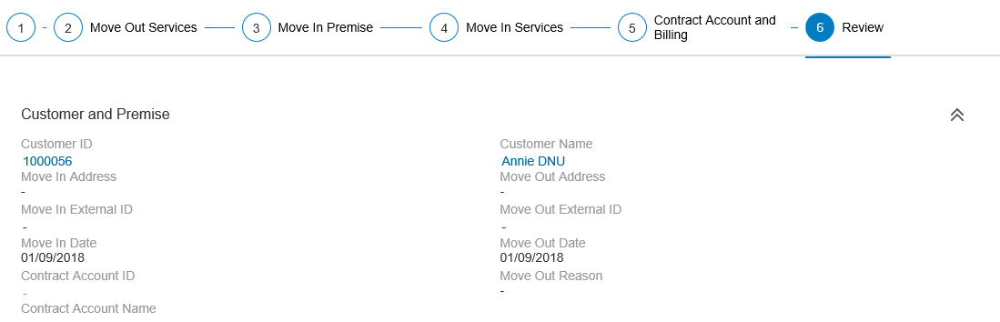 1 - 2 Move Out Services 3 Move In Premise 4 Move In Services 5 Contract Account and
Billing 6 Review
Customer and Premise
Customer ID Customer Name
1000056 Annie DNU
Move In Address Move Out Address
- -
Move In External ID Move Out External ID
- -
Move In Date Move Out Date
01/09/2018 01/09/2018
Contract Account ID Move Out Reason
- -
Contract Account Name